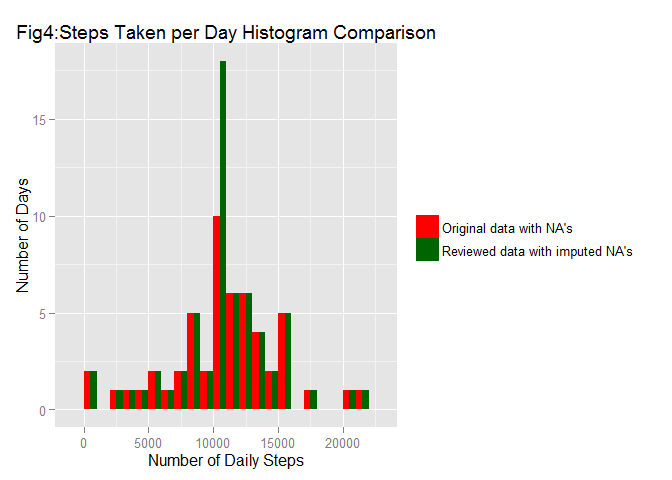 Fig4:Steps Taken per Day Histogram Comparison
Number of Days
15
10
5
0
0 5000 10000 15000 20000
Number of Daily Steps
Original data with NA's
Reviewed data with imputed NA's